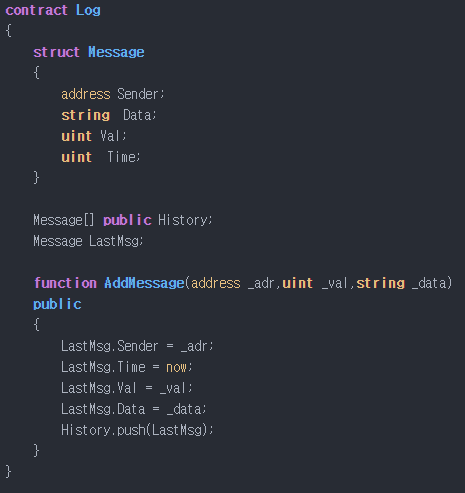 contract Log
{
    struct Message
    {
        address Sender;
        string  Data;
        uint Val;
        uint  Time;
    }

    Message[] public History;
    Message LastMsg;

    function AddMessage(address _adr,uint _val,string _data)
    public
    {
        LastMsg.Sender = _adr;
        LastMsg.Time = now;
        LastMsg.Val = _val;
        LastMsg.Data = _data;
        History.push(LastMsg);
    }
}